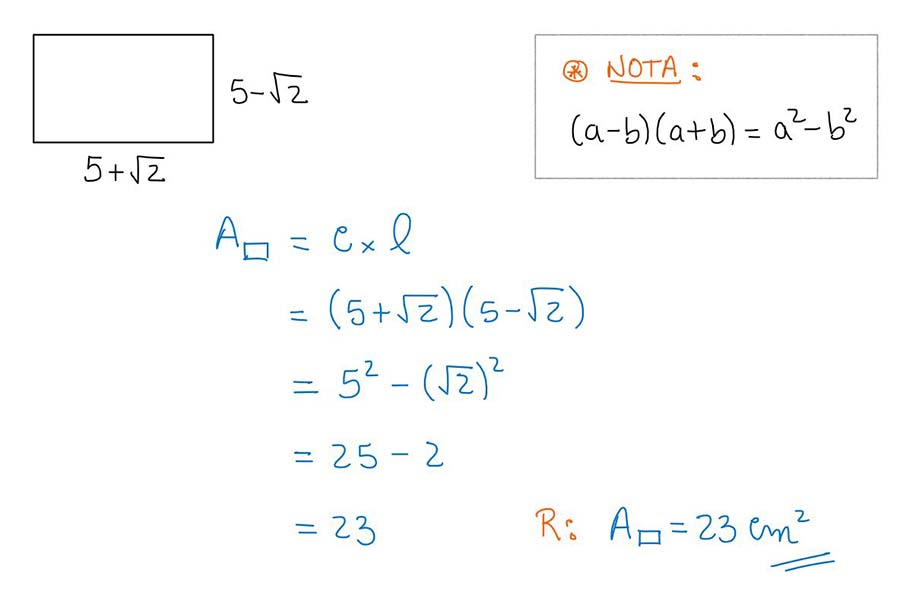 5-√2
5+√2
⊛ NOTA:
(a-b)(a+b) = a²-b²
A▭ = c × l
= (5+√2)(5-√2)
= 5² - (√2)²
= 25 - 2
= 23
R: A▭ = 23 cm²